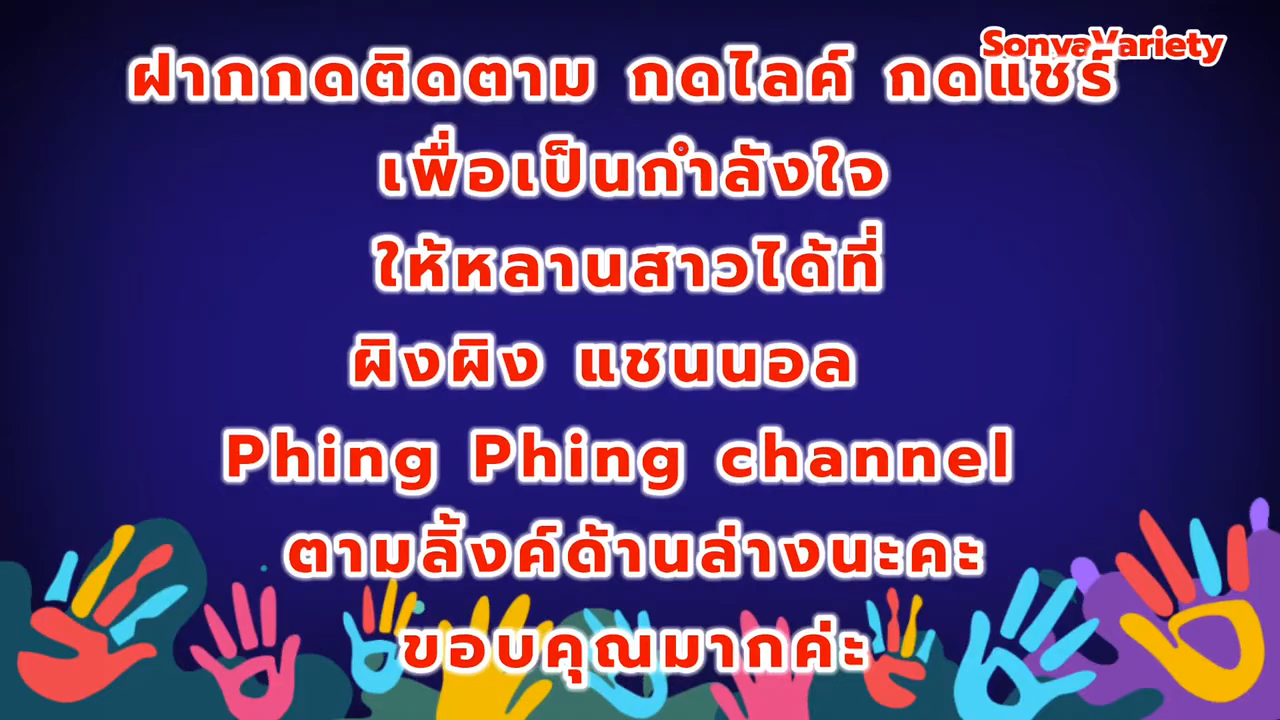 SonyaVariety
ฝากกดติดตาม กดไลค์ กดแชร์
เพื่อเป็นกำลังใจ
ให้หลานสาวได้ที่
ผิงผิง แชนนอล
Phing Phing channel
ตามลิ้งค์ด้านล่างนะคะ
ขอบคุณมากค่ะ